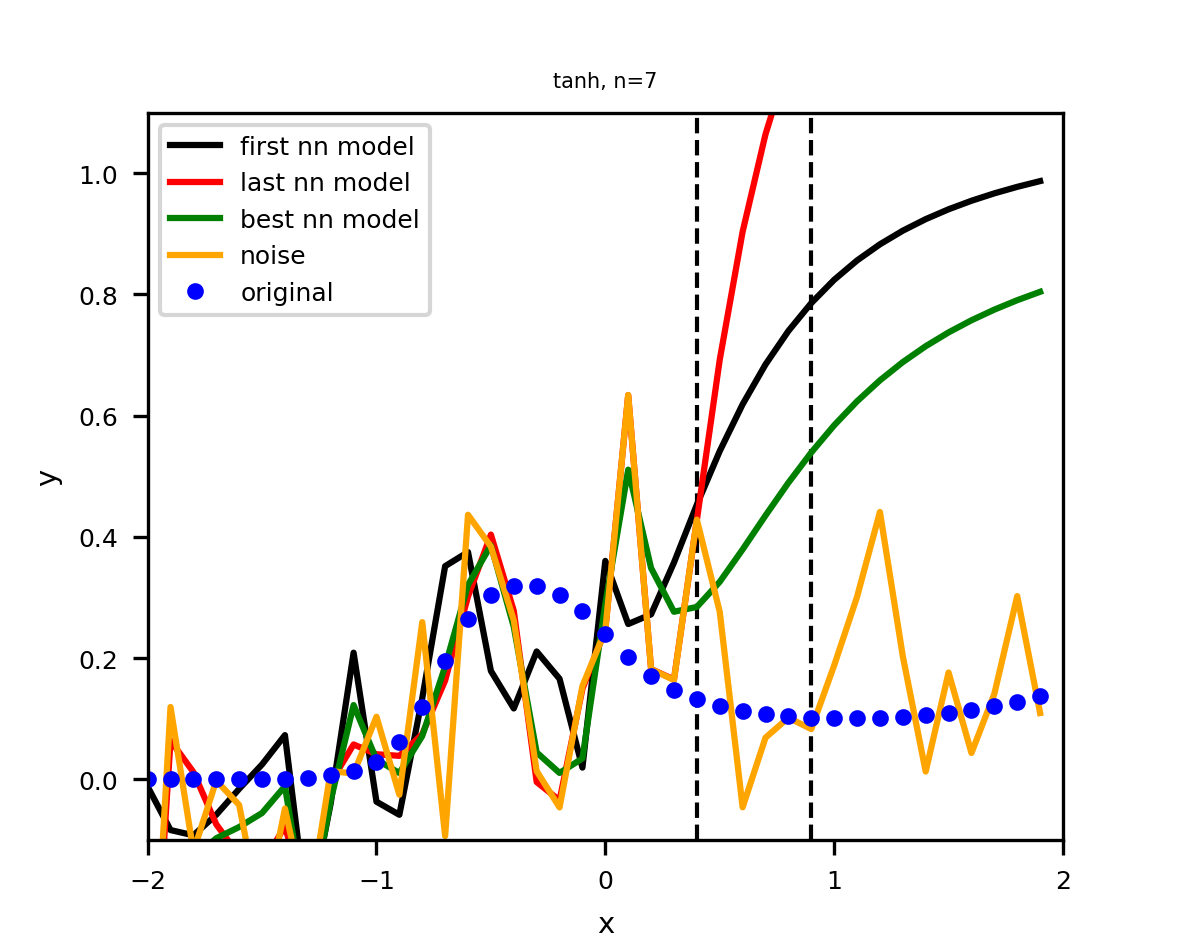 tanh, n=7
first nn model
last nn model
best nn model
noise
original
1.0
0.8
0.6
0.4
0.2
0.0
y
−2
−1
0
1
2
x